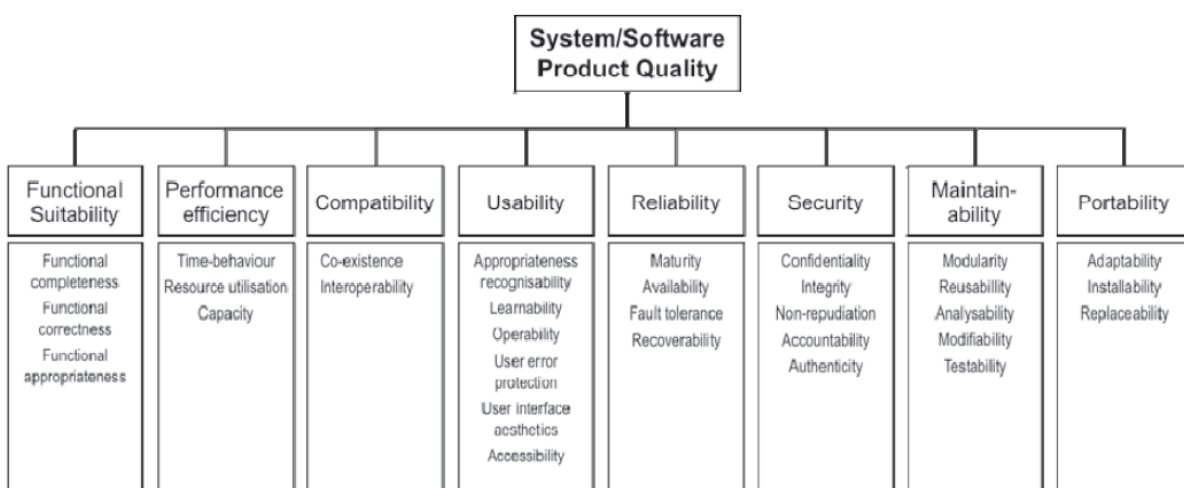 System/Software
Product Quality
Functional
Suitability
Performance
efficiency
Compatibility
Usability
Reliability
Security
Maintain-
ability
Portability
Functional
completeness
Functional
correctness
Functional
appropriateness
Time-behaviour
Resource utilisation
Capacity
Co-existence
Interoperability
Appropriateness
recognisability
Learnability
Operability
User error
protection
User interface
aesthetics
Accessibility
Maturity
Availability
Fault tolerance
Recoverability
Confidentiality
Integrity
Non-repudiation
Accountability
Authenticity
Modularity
Reusability
Analysability
Modifiability
Testability
Adaptability
Installability
Replaceability